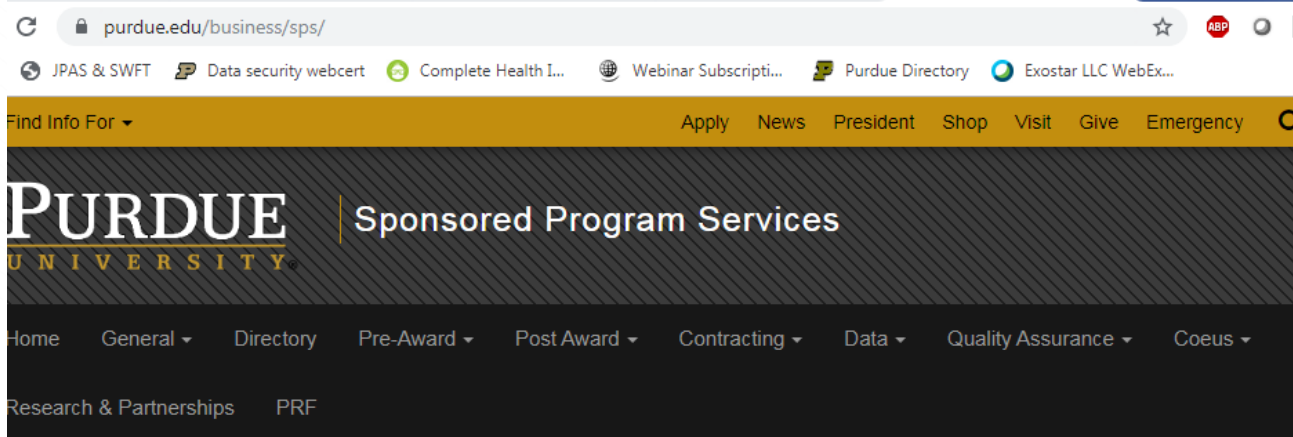 purdue.edu/business/sps/ ABP
JPAS & SWFT Data security webcert Complete Health I... Webinar Subscripti... Purdue Directory Exostar LLC WebEx...
Find Info For Apply News President Shop Visit Give Emergency
PURDUE
UNIVERSITY®
Sponsored Program Services
Home General Directory Pre-Award Post Award Contracting Data Quality Assurance Coeus
Research & Partnerships PRF